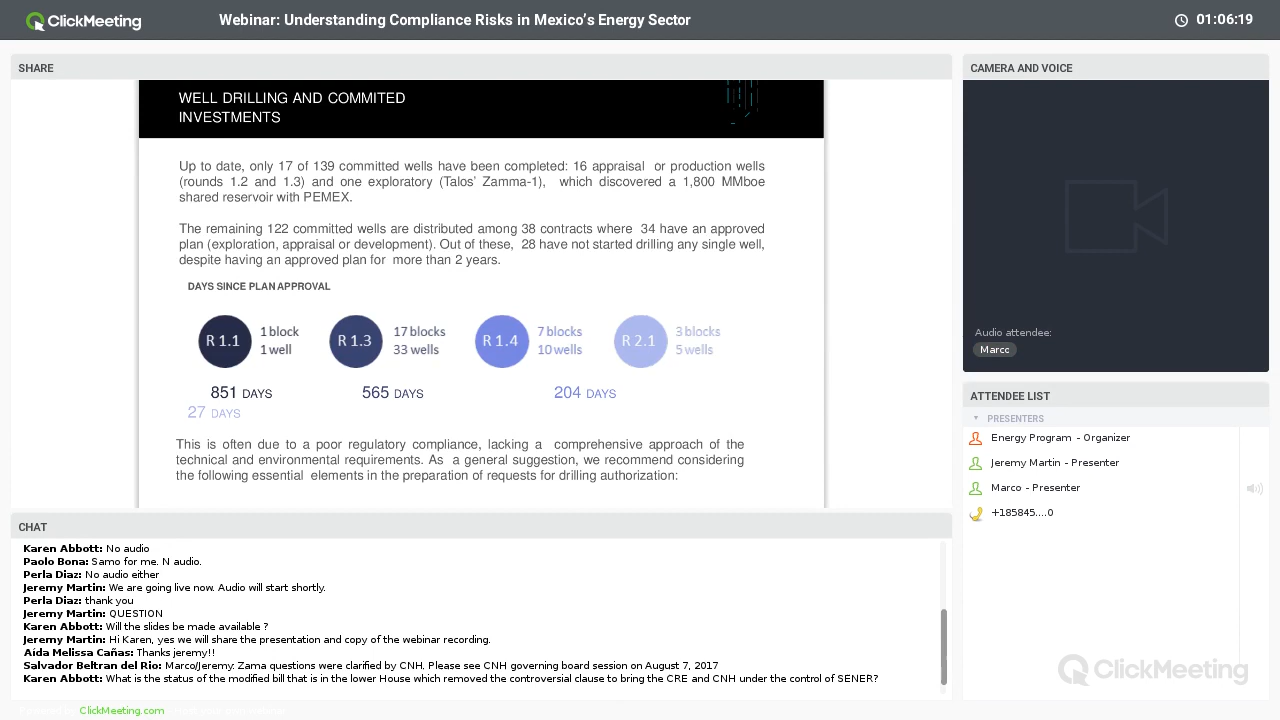 ClickMeeting
Webinar: Understanding Compliance Risks in Mexico’s Energy Sector
01:06:19
SHARE
WELL DRILLING AND COMMITED
INVESTMENTS
Up to date, only 17 of 139 committed wells have been completed: 16 appraisal or production wells
(rounds 1.2 and 1.3) and one exploratory (Talos’ Zamma-1), which discovered a 1,800 MMboe
shared reservoir with PEMEX.
The remaining 122 committed wells are distributed among 38 contracts where 34 have an approved
plan (exploration, appraisal or development). Out of these, 28 have not started drilling any single well,
despite having an approved plan for more than 2 years.
DAYS SINCE PLAN APPROVAL
R 1.1 1 block 1 well
R 1.3 17 blocks 33 wells
R 1.4 7 blocks 10 wells
R 2.1 3 blocks 5 wells
851 DAYS 565 DAYS 204 DAYS
27 DAYS
This is often due to a poor regulatory compliance, lacking a comprehensive approach of the
technical and environmental requirements. As a general suggestion, we recommend considering
the following essential elements in the preparation of requests for drilling authorization:
CHAT
Karen Abbott: No audio
Paolo Bona: Samo for me. N audio.
Perla Diaz: No audio either
Jeremy Martin: We are going live now. Audio will start shortly.
Perla Diaz: thank you
Jeremy Martin: QUESTION
Karen Abbott: Will the slides be made available ?
Jeremy Martin: Hi Karen, yes we will share the presentation and copy of the webinar recording.
Aída Melissa Cañas: Thanks jeremy!!
Salvador Beltran del Rio: Marco/Jeremy: Zama questions were clarified by CNH. Please see CNH governing board session on August 7, 2017
Karen Abbott: What is the status of the modified bill that is in the lower House which removed the controversial clause to bring the CRE and CNH under the control of SENER?
ClickMeeting.com
CAMERA AND VOICE
Audio attendee:
Marco
ATTENDEE LIST
PRESENTERS
Energy Program - Organizer
Jeremy Martin - Presenter
Marco - Presenter
+185845....0
ClickMeeting